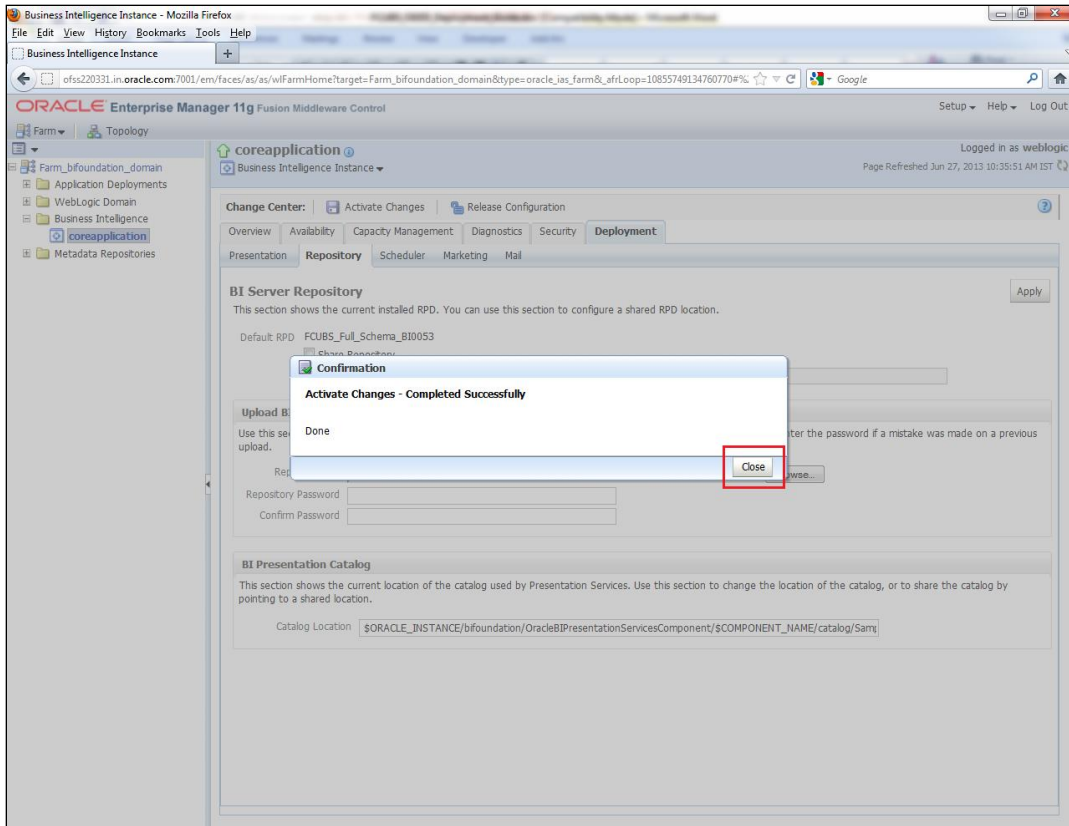 Business Intelligence Instance - Mozilla Firefox
File Edit View History Bookmarks Tools Help
Business Intelligence Instance
ofss220331.in.oracle.com:7001/em/faces/as/as/wlFarmHome?target=Farm_bifoundation_domain&type=oracle_ias_farm&_afrLoop=10855749134760770#%
Google
ORACLE Enterprise Manager 11g Fusion Middleware Control
Setup Help Log Out
Farm Topology
coreapplication
Logged in as weblogic
Business Intelligence Instance
Page Refreshed Jun 27, 2013 10:35:51 AM IST
Farm_bifoundation_domain
Application Deployments
WebLogic Domain
Business Intelligence
coreapplication
Metadata Repositories
Change Center: Activate Changes Release Configuration
Overview Availability Capacity Management Diagnostics Security Deployment
Presentation Repository Scheduler Marketing Mail
BI Server Repository
Apply
This section shows the current installed RPD. You can use this section to configure a shared RPD location.
Default RPD FCUBS_Full_Schema_BI0053
Share Repository
Confirmation
Activate Changes - Completed Successfully
Done
Close
Upload B
Use this se
ter the password if a mistake was made on a previous
upload.
Rep
wse...
Repository Password
Confirm Password
BI Presentation Catalog
This section shows the current location of the catalog used by Presentation Services. Use this section to change the location of the catalog, or to share the catalog by
pointing to a shared location.
Catalog Location $ORACLE_INSTANCE/bifoundation/OracleBIPresentationServicesComponent/$COMPONENT_NAME/catalog/Sam